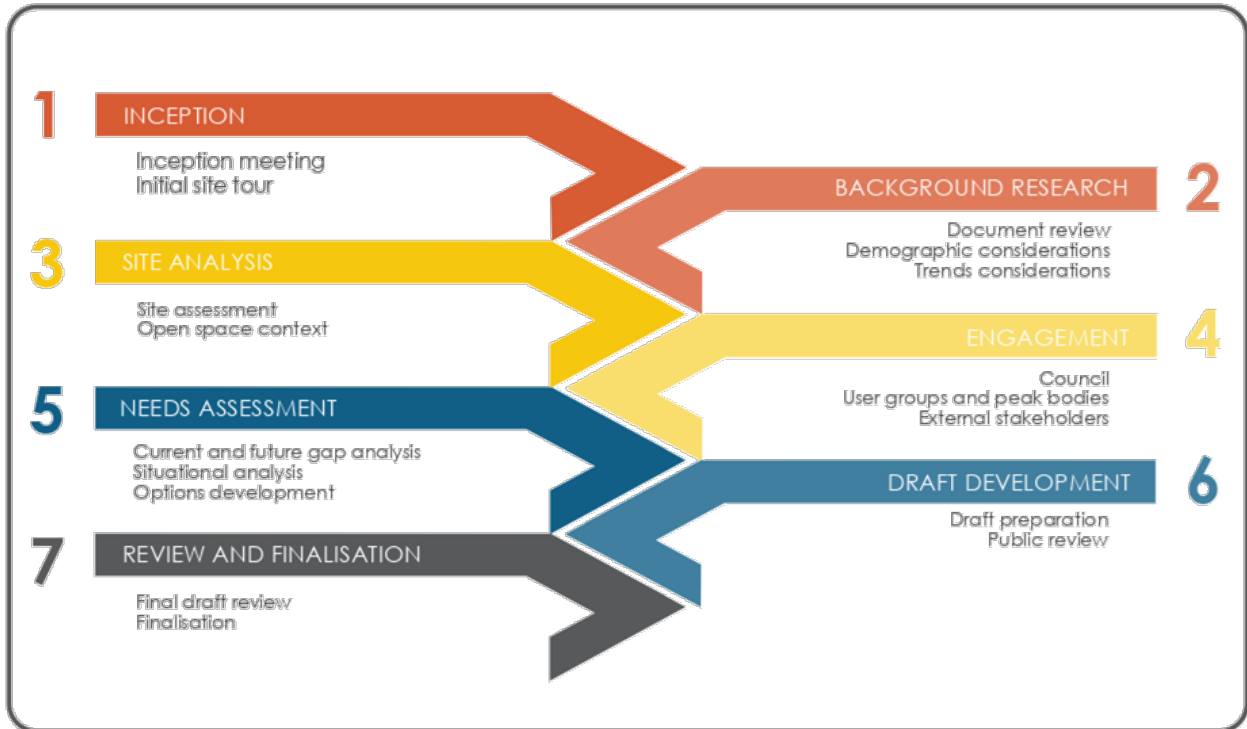 1
INCEPTION
Inception meeting
Initial site tour
2
BACKGROUND RESEARCH
Document review
Demographic considerations
Trends considerations
3
SITE ANALYSIS
Site assessment
Open space context
4
ENGAGEMENT
Council
User groups and peak bodies
External stakeholders
5
NEEDS ASSESSMENT
Current and future gap analysis
Situational analysis
Options development
6
DRAFT DEVELOPMENT
Draft preparation
Public review
7
REVIEW AND FINALISATION
Final draft review
Finalisation